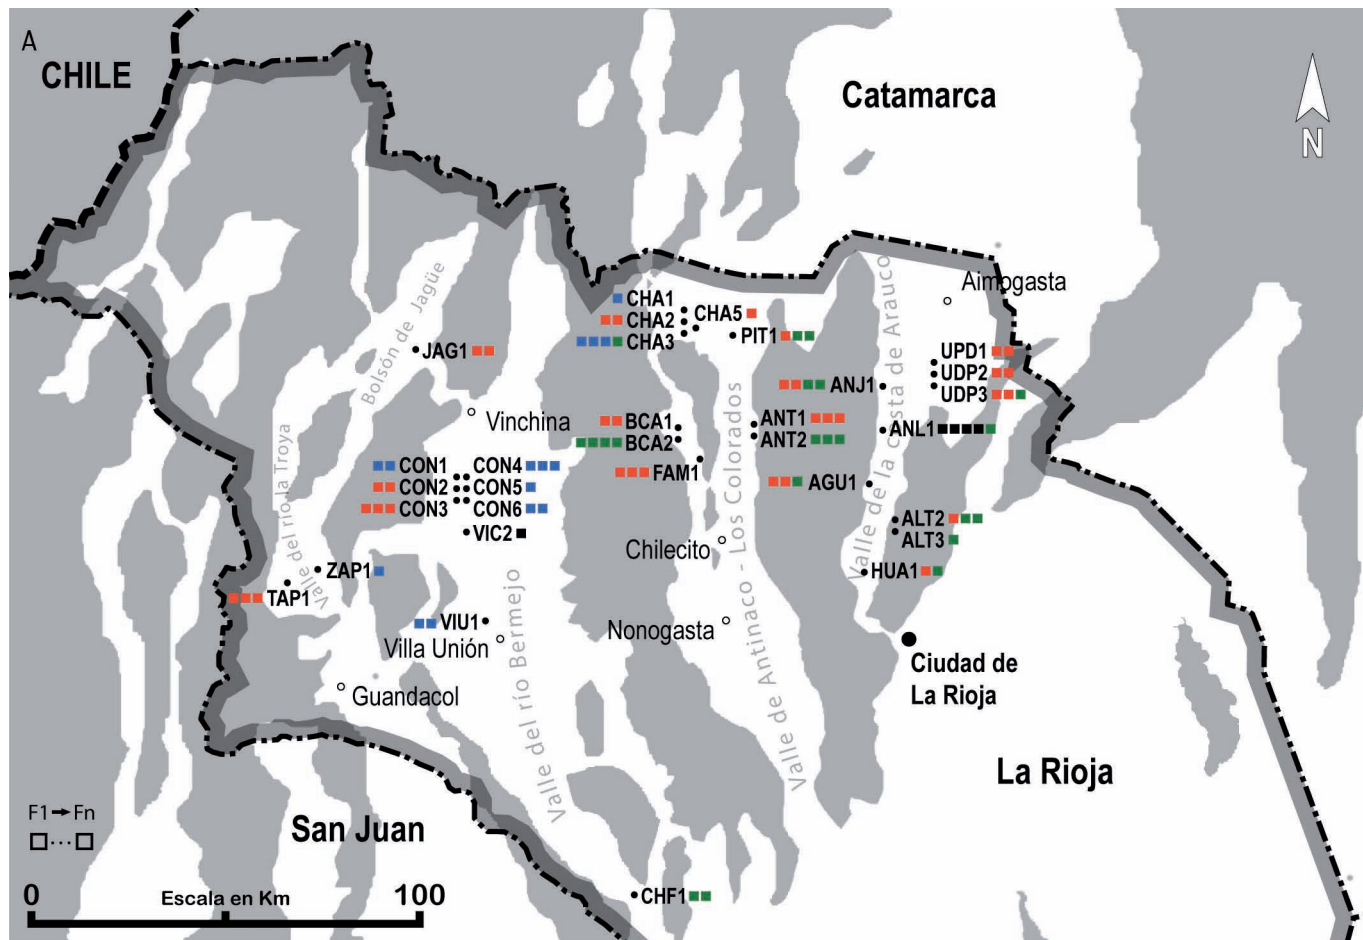 A
CHILE
Catamarca
N
Aimogasta
Bolsón de Jagüe
Valle de la costa de Arauco
CHA1
CHA2
CHA3
CHA5
PIT1
JAG1
UPD1
UDP2
UDP3
ANJ1
Vinchina
BCA1
BCA2
ANT1
ANT2
ANL1
Valle del río la Troya
CON1
CON2
CON3
CON4
CON5
CON6
FAM1
AGU1
Valle de Antinaco - Los Colorados
VIC2
Chilecito
ALT2
ALT3
ZAP1
TAP1
HUA1
VIU1
Villa Unión
Nonogasta
Valle del río Bermejo
Ciudad de
La Rioja
Guandacol
La Rioja
F1 → Fn
...
San Juan
0
Escala en Km
100
CHF1